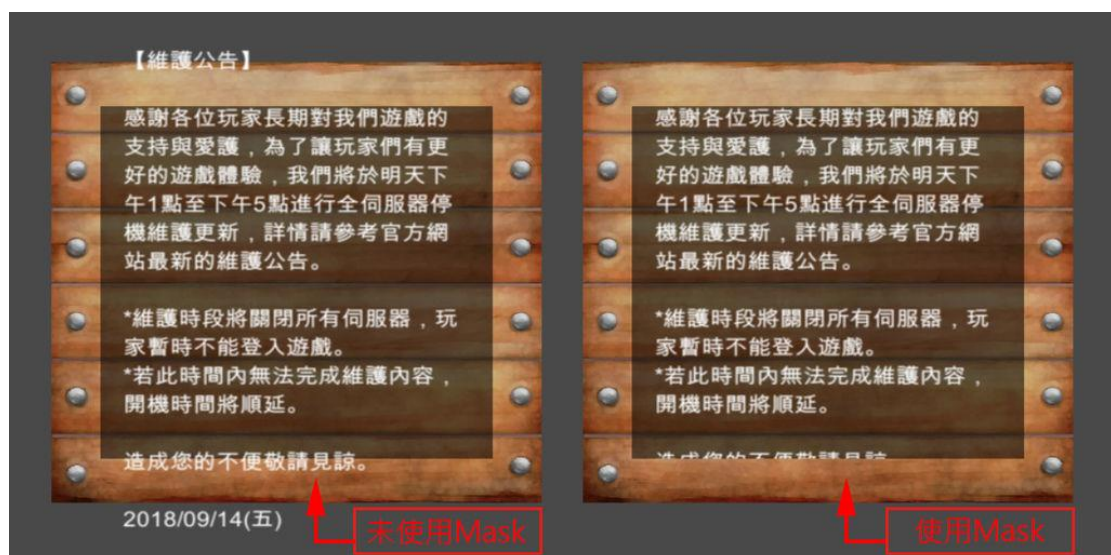 【維護公告】
感謝各位玩家長期對我們遊戲的
支持與愛護，為了讓玩家們有更
好的遊戲體驗，我們將於明天下
午1點至下午5點進行全伺服器停
機維護更新，詳情請參考官方網
站最新的維護公告。
*維護時段將關閉所有伺服器，玩
家暫時不能登入遊戲。
*若此時間內無法完成維護內容，
開機時間將順延。
造成您的不便敬請見諒。
2018/09/14(五)
未使用Mask
感謝各位玩家長期對我們遊戲的
支持與愛護，為了讓玩家們有更
好的遊戲體驗，我們將於明天下
午1點至下午5點進行全伺服器停
機維護更新，詳情請參考官方網
站最新的維護公告。
*維護時段將關閉所有伺服器，玩
家暫時不能登入遊戲。
*若此時間內無法完成維護內容，
開機時間將順延。
造成您的不便敬請見諒
使用Mask